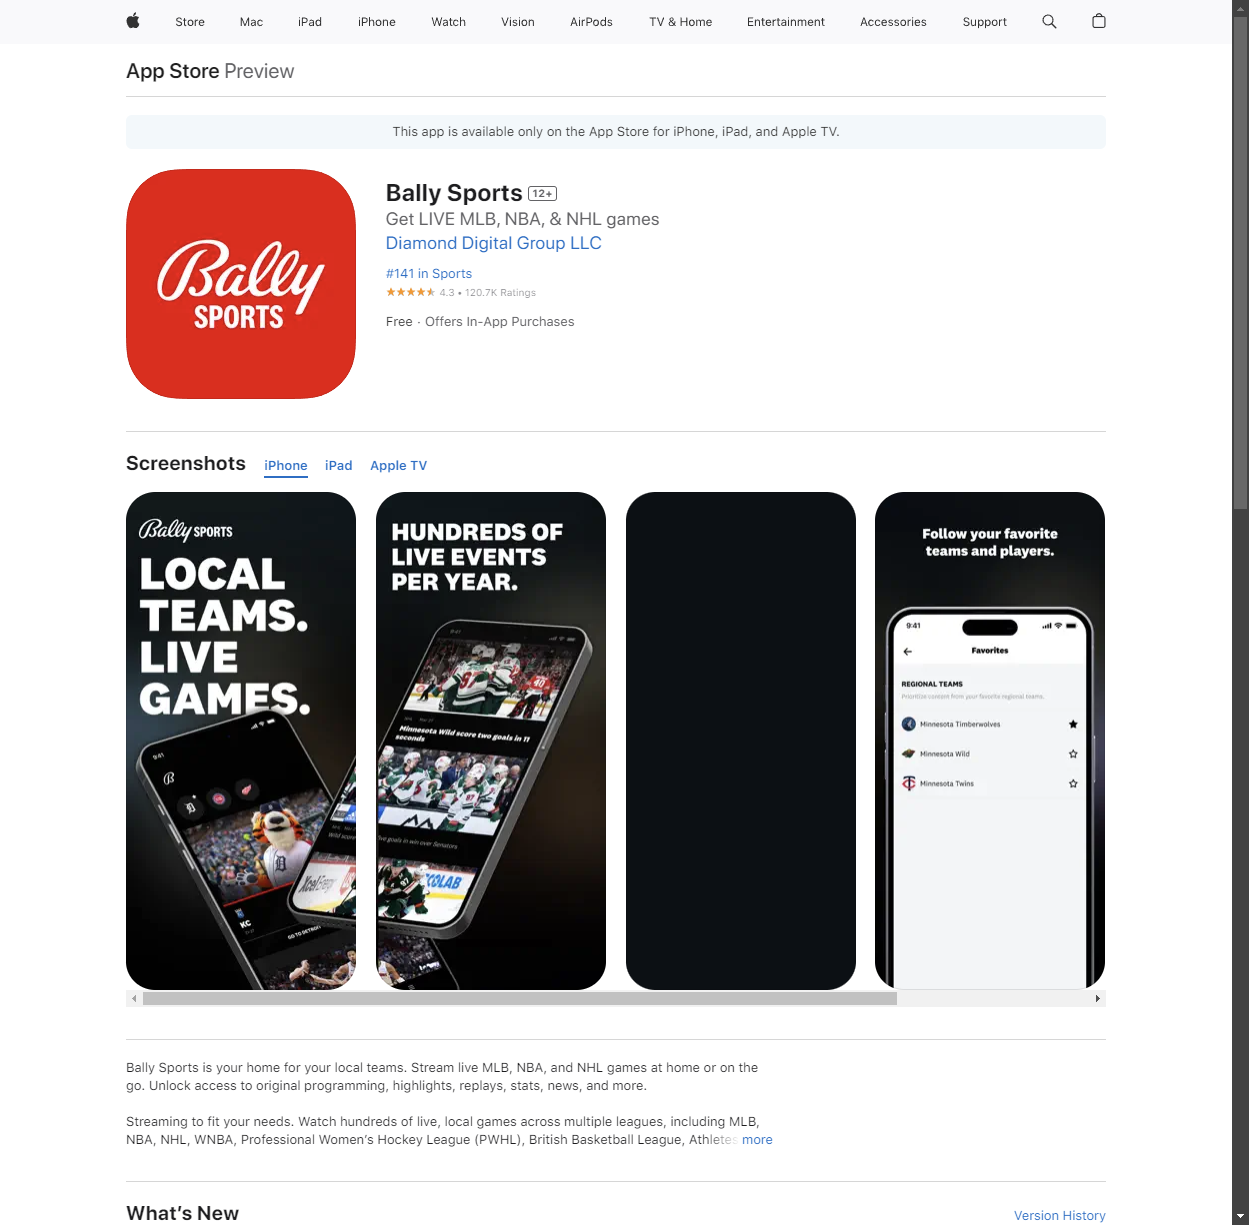 Store
Mac
iPad
iPhone
Watch
Vision
AirPods
TV & Home
Entertainment
Accessories
Support
App Store Preview
This app is available only on the App Store for iPhone, iPad, and Apple TV.
Bally
SPORTS
Bally Sports 12+
Get LIVE MLB, NBA, & NHL games
Diamond Digital Group LLC
#141 in Sports
4.3 • 120.7K Ratings
Free · Offers In-App Purchases
Screenshots
iPhone
iPad
Apple TV
Bally SPORTS
LOCAL
TEAMS.
LIVE
GAMES.
9:41
KC
GO TO DETROIT
HUNDREDS OF
LIVE EVENTS
PER YEAR.
Minnesota Wild score two goals in 11
seconds
goals in win over Senators
Follow your favorite
teams and players.
9:41
Favorites
REGIONAL TEAMS
Prioritize content from your favorite regional teams.
Minnesota Timberwolves
Minnesota Wild
Minnesota Twins
Bally Sports is your home for your local teams. Stream live MLB, NBA, and NHL games at home or on the
go. Unlock access to original programming, highlights, replays, stats, news, and more.
Streaming to fit your needs. Watch hundreds of live, local games across multiple leagues, including MLB,
NBA, NHL, WNBA, Professional Women's Hockey League (PWHL), British Basketball League, Athletes more
What's New
Version History